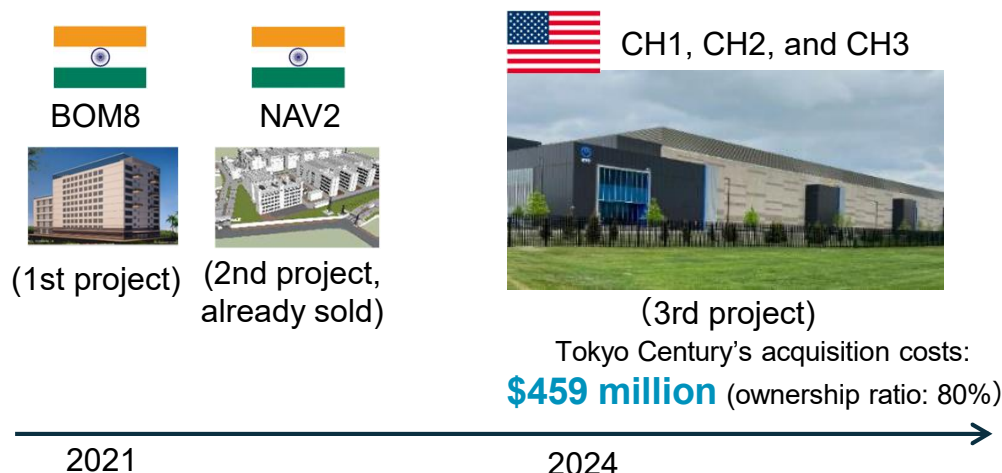 BOM8
NAV2
CH1, CH2, and CH3
(1st project)
(2nd project,
already sold)
(3rd project)
Tokyo Century’s acquisition costs:
$459 million (ownership ratio: 80%)
2021
2024